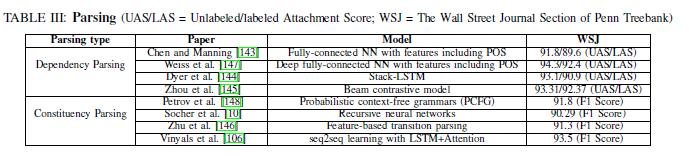 TABLE III: Parsing (UAS/LAS = Unlabeled/labeled Attachment Score; WSJ = The Wall Street Journal Section of Penn Treebank)
Parsing type Paper Model WSJ
Dependency Parsing Chen and Manning [143] Fully-connected NN with features including POS 91.8/89.6 (UAS/LAS)
Weiss et al. [147] Deep fully-connected NN with features including POS 94.3/92.4 (UAS/LAS)
Dyer et al. [144] Stack-LSTM 93.1/90.9 (UAS/LAS)
Zhou et al. [145] Beam contrastive model 93.31/92.37 (UAS/LAS)
Constituency Parsing Petrov et al. [148] Probabilistic context-free grammars (PCFG) 91.8 (F1 Score)
Socher et al. [10] Recursive neural networks 90.29 (F1 Score)
Zhu et al. [146] Feature-based transition parsing 91.3 (F1 Score)
Vinyals et al. [106] seq2seq learning with LSTM+Attention 93.5 (F1 Score)